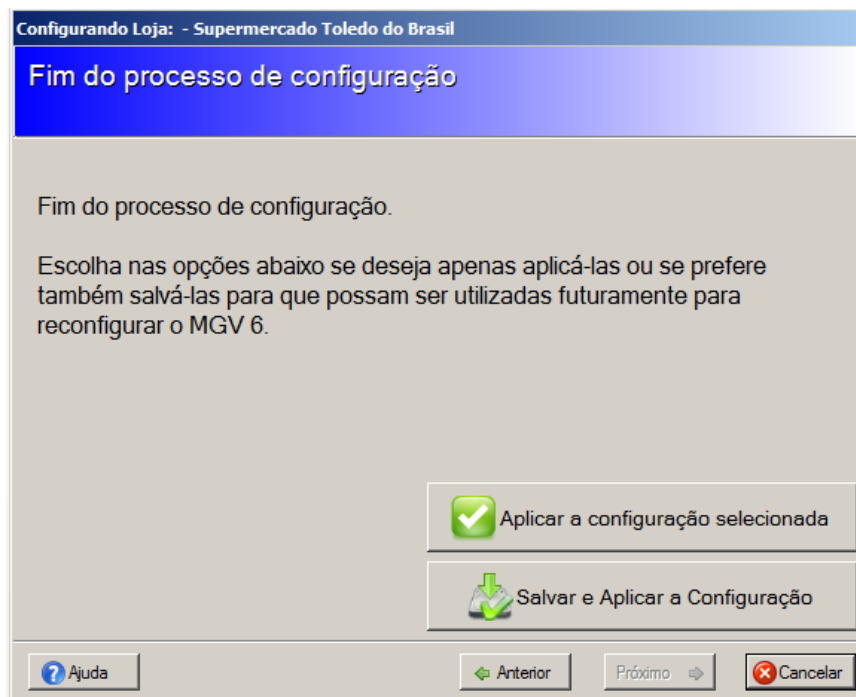 Configurando Loja: - Supermercado Toledo do Brasil
Fim do processo de configuração
Fim do processo de configuração.
Escolha nas opções abaixo se deseja apenas aplicá-las ou se prefere
também salvá-las para que possam ser utilizadas futuramente para
reconfigurar o MGV 6.
Aplicar a configuração selecionada
Salvar e Aplicar a Configuração
Ajuda
Anterior
Próximo
Cancelar